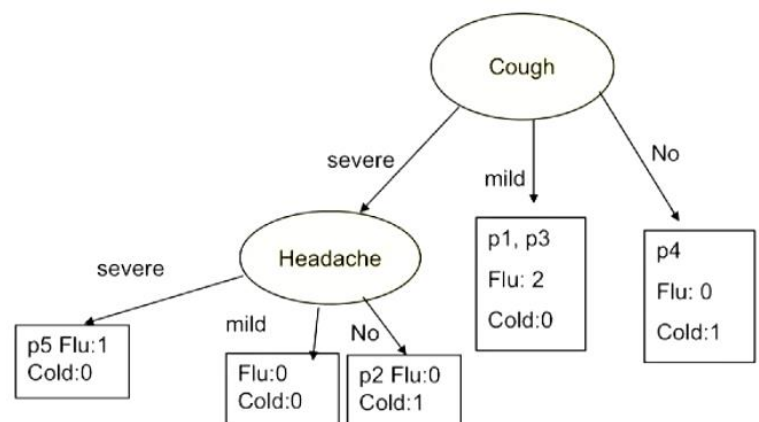 Cough
severe
mild
No
Headache
p1, p3
Flu: 2
Cold:0
p4
Flu: 0
Cold:1
severe
mild
No
p5 Flu:1
Cold:0
Flu:0
Cold:0
p2 Flu:0
Cold:1